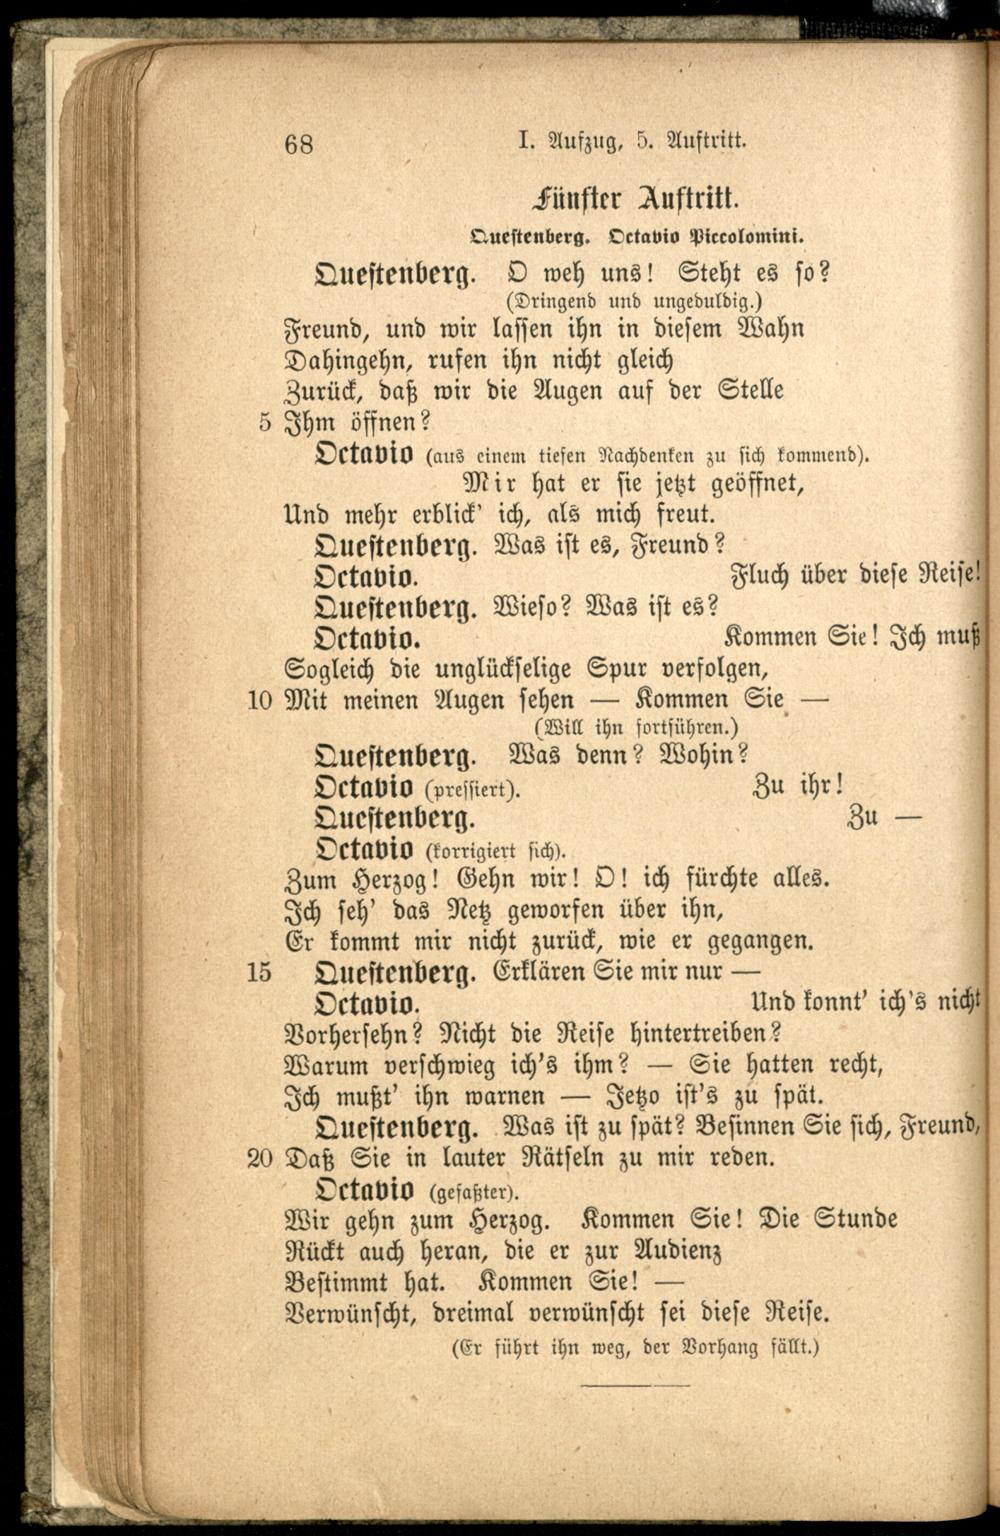 68
I. Aufzug, 5. Auftritt.
Fünfter Auftritt.
Questenberg. Octavio Piccolomini.
Questenberg. O weh uns! Steht es so?
(Dringend und ungeduldig.)
Freund, und wir lassen ihn in diesem Wahn
Dahingehn, rufen ihn nicht gleich
Zurück, daß wir die Augen auf der Stelle
5 Ihm öffnen?
Octavio (aus einem tiefen Nachdenken zu sich kommend).
Mir hat er sie jetzt geöffnet,
Und mehr erblick' ich, als mich freut.
Questenberg. Was ist es, Freund?
Octavio. Fluch über diese Reise!
Questenberg. Wieso? Was ist es?
Octavio. Kommen Sie! Ich muß
Sogleich die unglückselige Spur verfolgen,
10 Mit meinen Augen sehen — Kommen Sie —
(Will ihn fortführen.)
Questenberg. Was denn? Wohin?
Octavio (pressiert). Zu ihr!
Questenberg. Zu —
Octavio (korrigiert sich).
Zum Herzog! Gehn wir! O! ich fürchte alles.
Ich seh' das Netz geworfen über ihn,
Er kommt mir nicht zurück, wie er gegangen.
15 Questenberg. Erklären Sie mir nur —
Octavio. Und konnt' ich's nicht
Vorhersehn? Nicht die Reise hintertreiben?
Warum verschwieg ich's ihm? — Sie hatten recht,
Ich mußt' ihn warnen — Jetzo ist's zu spät.
Questenberg. Was ist zu spät? Besinnen Sie sich, Freund,
20 Daß Sie in lauter Rätseln zu mir reden.
Octavio (gefaßter).
Wir gehn zum Herzog. Kommen Sie! Die Stunde
Rückt auch heran, die er zur Audienz
Bestimmt hat. Kommen Sie! —
Verwünscht, dreimal verwünscht sei diese Reise.
(Er führt ihn weg, der Vorhang fällt.)